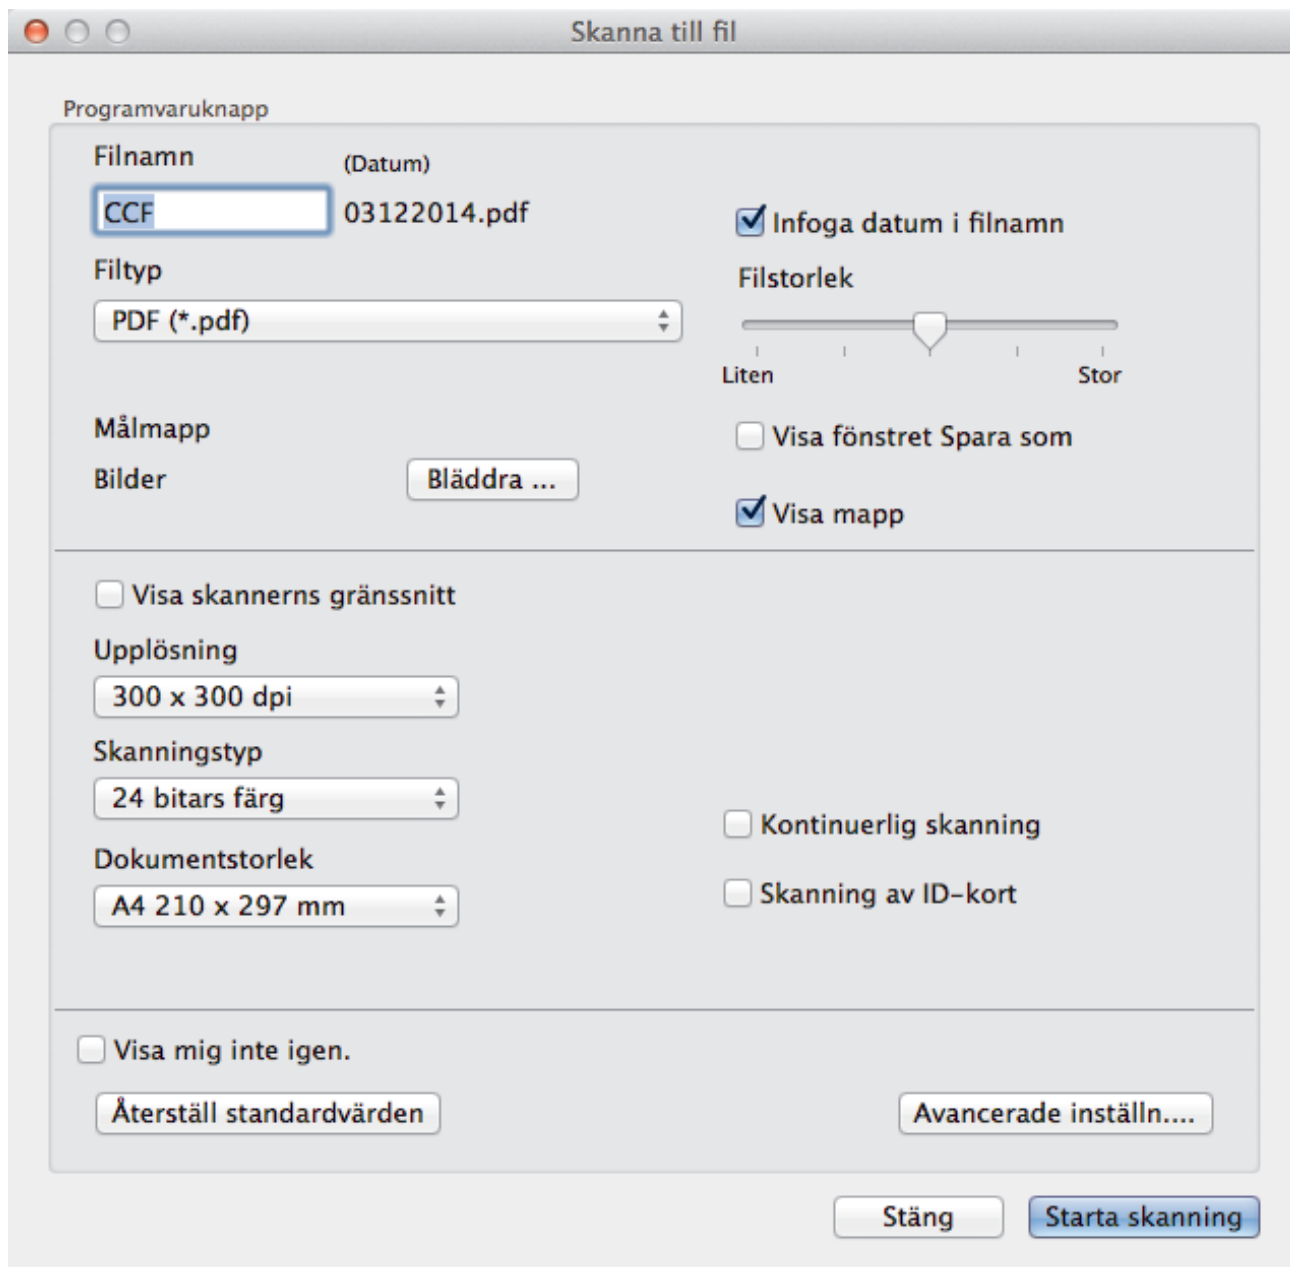 Skanna till fil
Programvaruknapp
Filnamn (Datum)
CCF 03122014.pdf
Infoga datum i filnamn
Filtyp
Filstorlek
PDF (*.pdf)
Liten Stor
Målmapp
Visa fönstret Spara som
Bilder Bläddra ...
Visa mapp
Visa skannerns gränssnitt
Upplösning
300 x 300 dpi
Skanningstyp
24 bitars färg
Kontinuerlig skanning
Dokumentstorlek
A4 210 x 297 mm
Skanning av ID-kort
Visa mig inte igen.
Återställ standardvärden Avancerade inställn....
Stäng Starta skanning